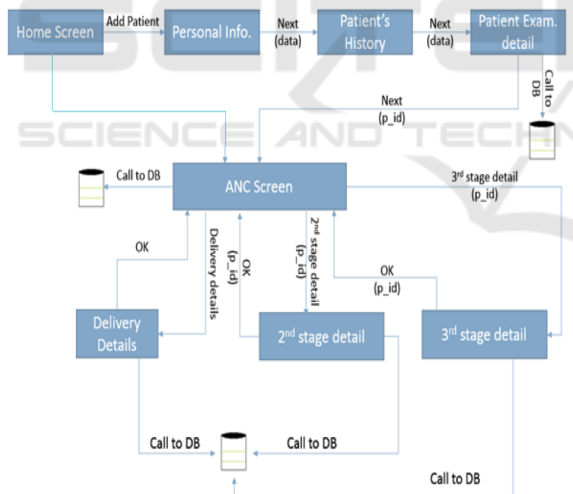 Home Screen
Add Patient
Personal Info.
Next
(data)
Patient's
History
Next
(data)
Patient Exam.
detail
Call to
DB
Next
(p_id)
SCIENCE AND TECHN
Call to DB
ANC Screen
3rd stage detail
(p_id)
OK
Delivery details
OK
(p_id)
2nd stage detail
(p_id)
OK
(p_id)
Delivery
Details
2nd stage detail
3rd stage detail
Call to DB
Call to DB
Call to DB